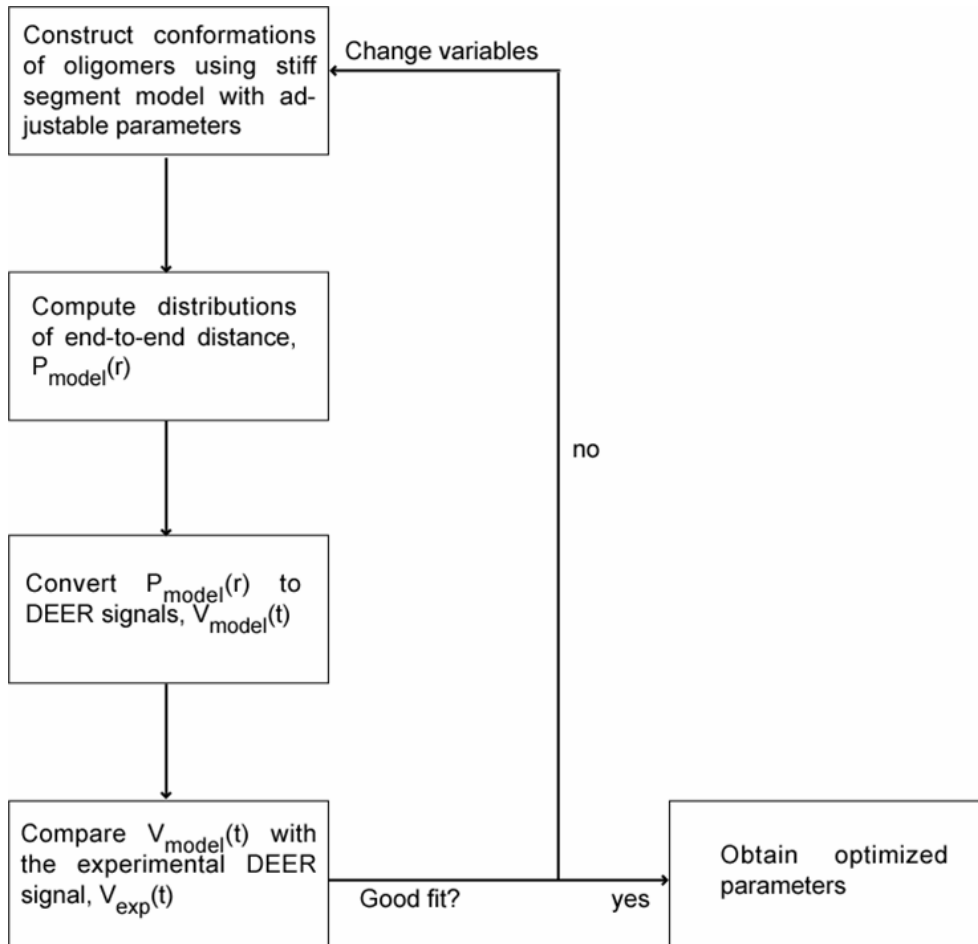 Construct conformations
of oligomers using stiff
segment model with ad-
justable parameters
Change variables
Compute distributions
of end-to-end distance,
P_model(r)
no
Convert P_model(r) to
DEER signals, V_model(t)
Compare V_model(t) with
the experimental DEER
signal, V_exp(t)
Good fit?
yes
Obtain optimized
parameters